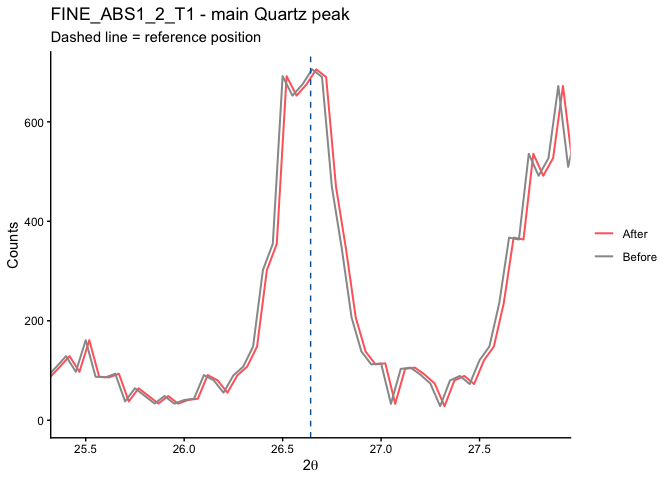 FINE_ABS1_2_T1 - main Quartz peak
Dashed line = reference position
600
400
200
0
Counts
25.5 26.0 26.5 27.0 27.5
2θ
After
Before